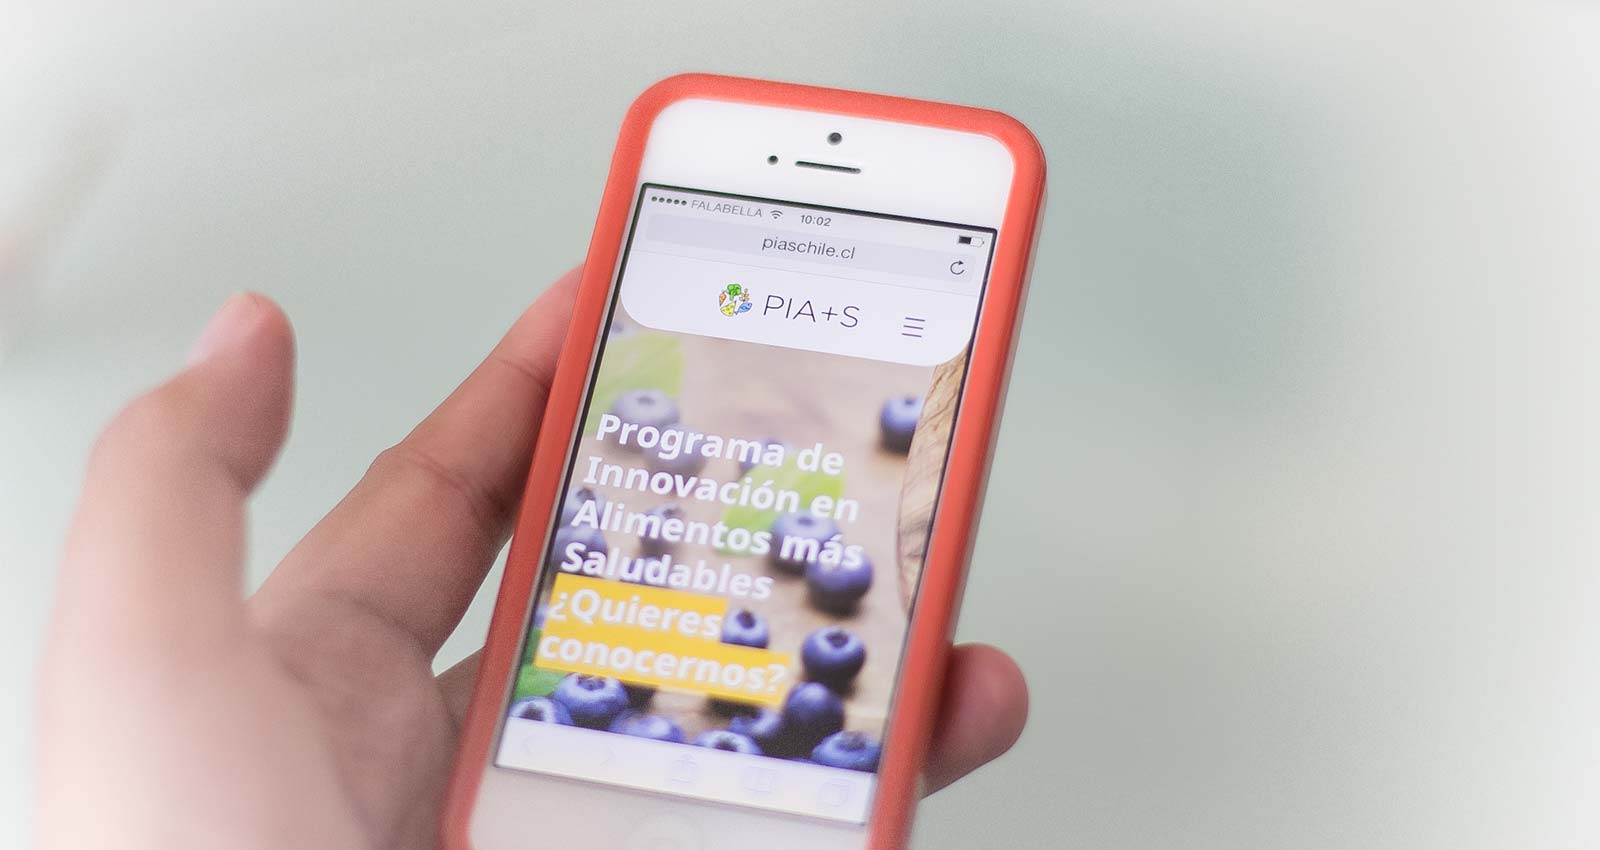 FALABELLA 10:02
piaschile.cl
PIA+S
Programa de
Innovación en
Alimentos más
Saludables
¿Quieres
conocernos?